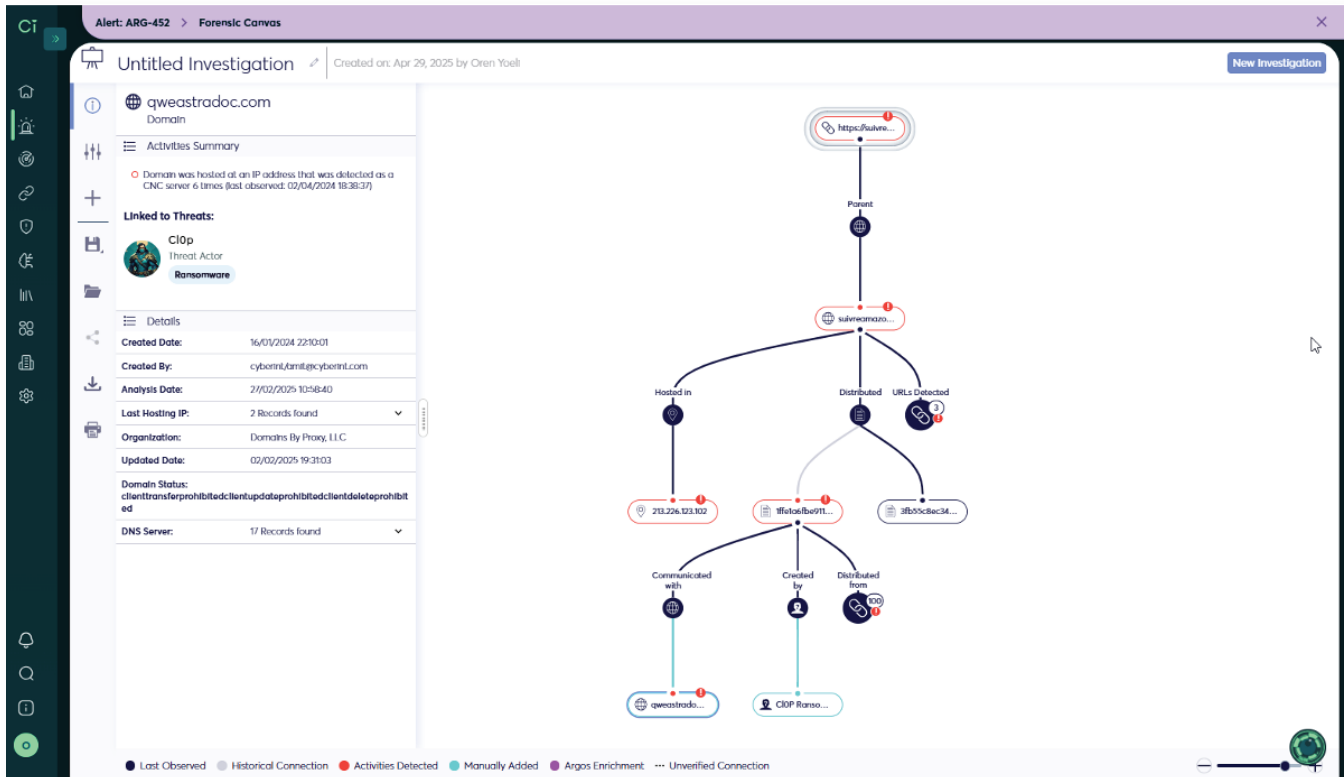 Ci
Alert: ARG-452 > Forensic Canvas
Untitled Investigation
Created on: Apr 29, 2025 by Oren Yoeli
New Investigation
qweastradoc.com
Domain
Activities Summary
Domain was hosted at an IP address that was detected as a
CNC server 6 times (last observed: 02/04/2024 18:38:37)
Linked to Threats:
Cl0p
Threat Actor
Ransomware
Details
Created Date: 16/01/2024 22:10:01
Created By: cyberint/amit@cyberint.com
Analysis Date: 27/02/2025 10:58:40
Last Hosting IP: 2 Records found
Organization: Domains By Proxy, LLC
Updated Date: 02/02/2025 19:31:03
Domain Status:
clienttransferprohibitedclientupdateprohibitedclientdeleteprohibit
ed
DNS Server: 17 Records found
https://suivre...
Parent
suivreamazo...
Hosted in
Distributed
URLs Detected
3
213.226.123.102
1ffe1a6fbe911...
3fb55c8ec34...
Communicated
with
Created
by
Distributed
from
100
qweastrado...
Cl0P Ranso...
Last Observed
Historical Connection
Activities Detected
Manually Added
Argos Enrichment
Unverified Connection